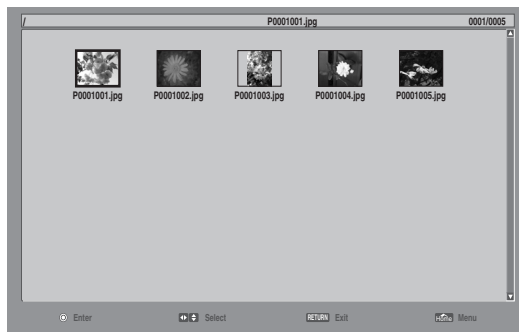 / P0001001.jpg 0001/0005
P0001001.jpg P0001002.jpg P0001003.jpg P0001004.jpg P0001005.jpg
Enter Select RETURN Exit Home Menu